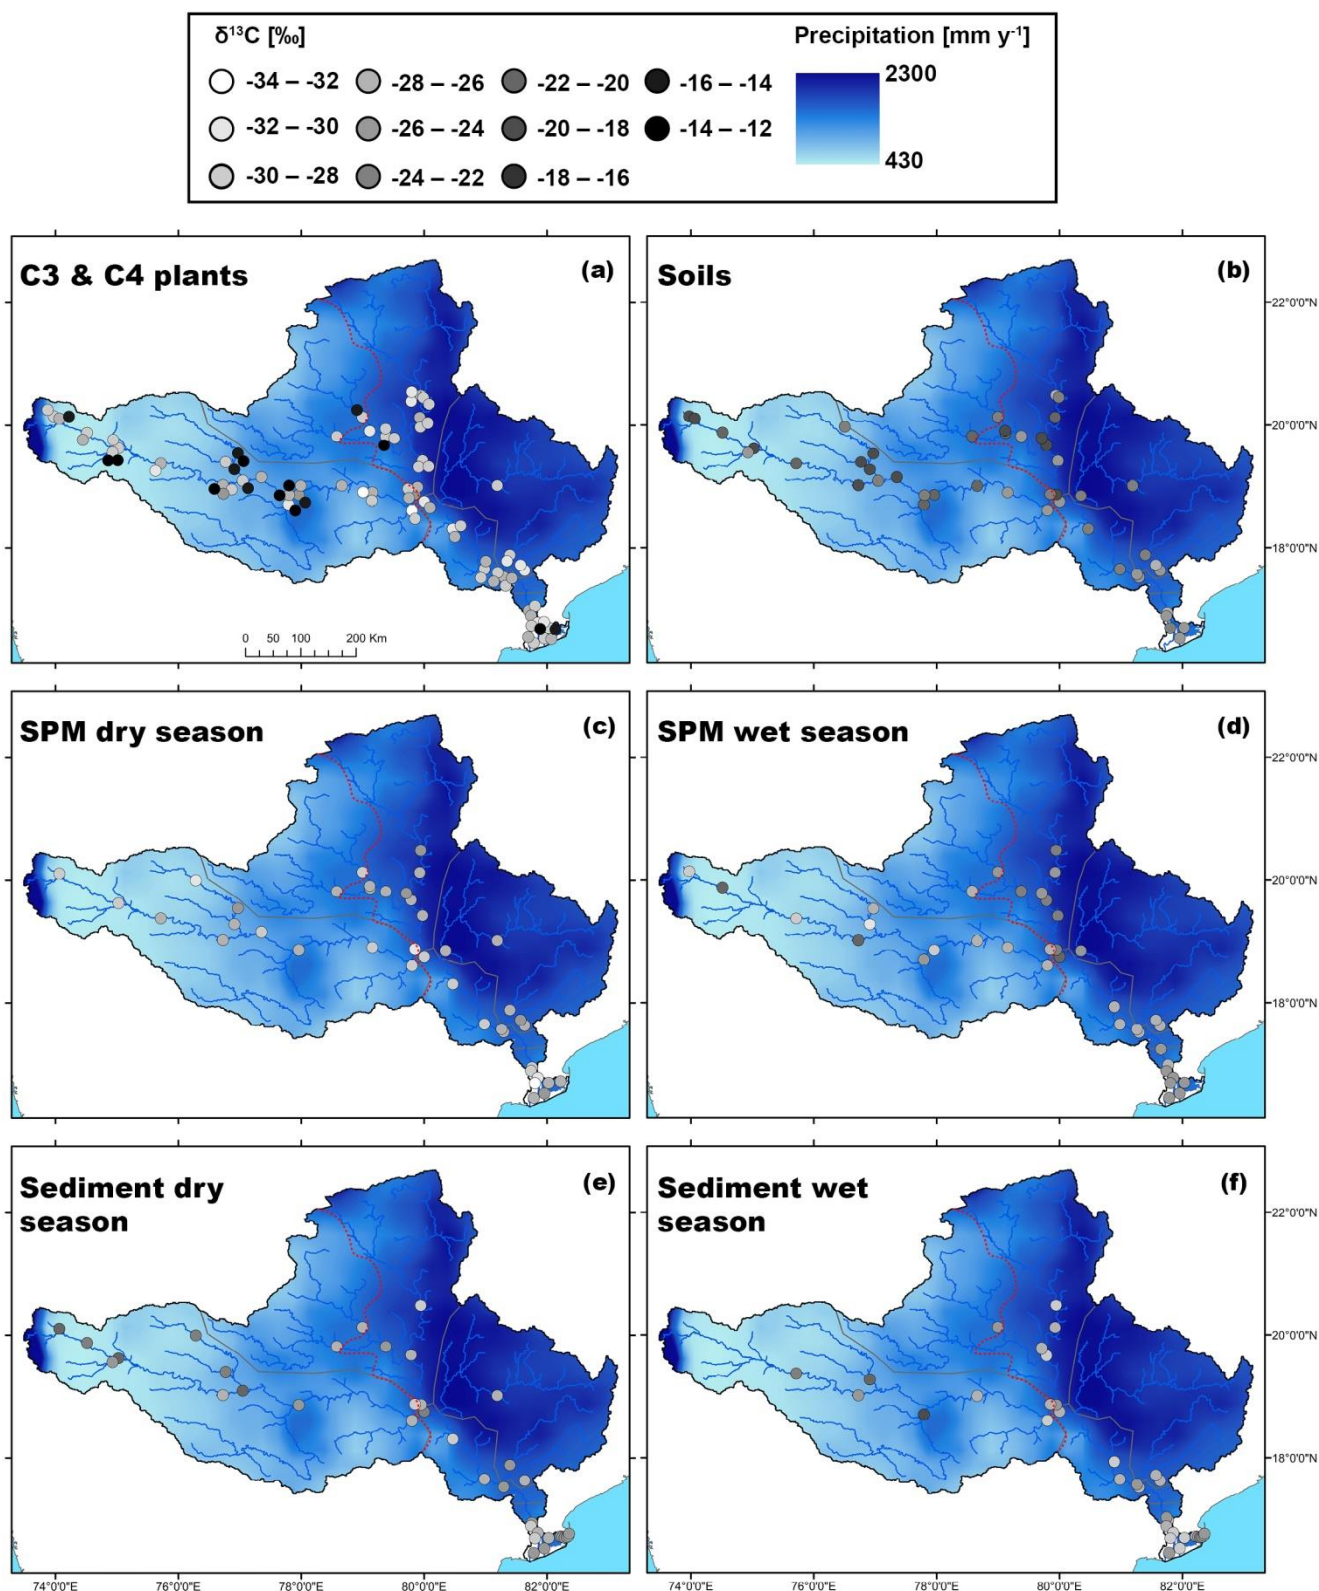 δ¹³C [‰]
Precipitation [mm y⁻¹]
-34 – -32
-28 – -26
-22 – -20
-16 – -14
2300
-32 – -30
-26 – -24
-20 – -18
-14 – -12
430
-30 – -28
-24 – -22
-18 – -16
C3 & C4 plants
(a)
Soils
(b)
22°0'0"N
20°0'0"N
18°0'0"N
0 50 100 200 Km
SPM dry season
(c)
SPM wet season
(d)
22°0'0"N
20°0'0"N
18°0'0"N
Sediment dry
season
(e)
Sediment wet
season
(f)
22°0'0"N
20°0'0"N
18°0'0"N
74°0'0"E 76°0'0"E 78°0'0"E 80°0'0"E 82°0'0"E
74°0'0"E 76°0'0"E 78°0'0"E 80°0'0"E 82°0'0"E